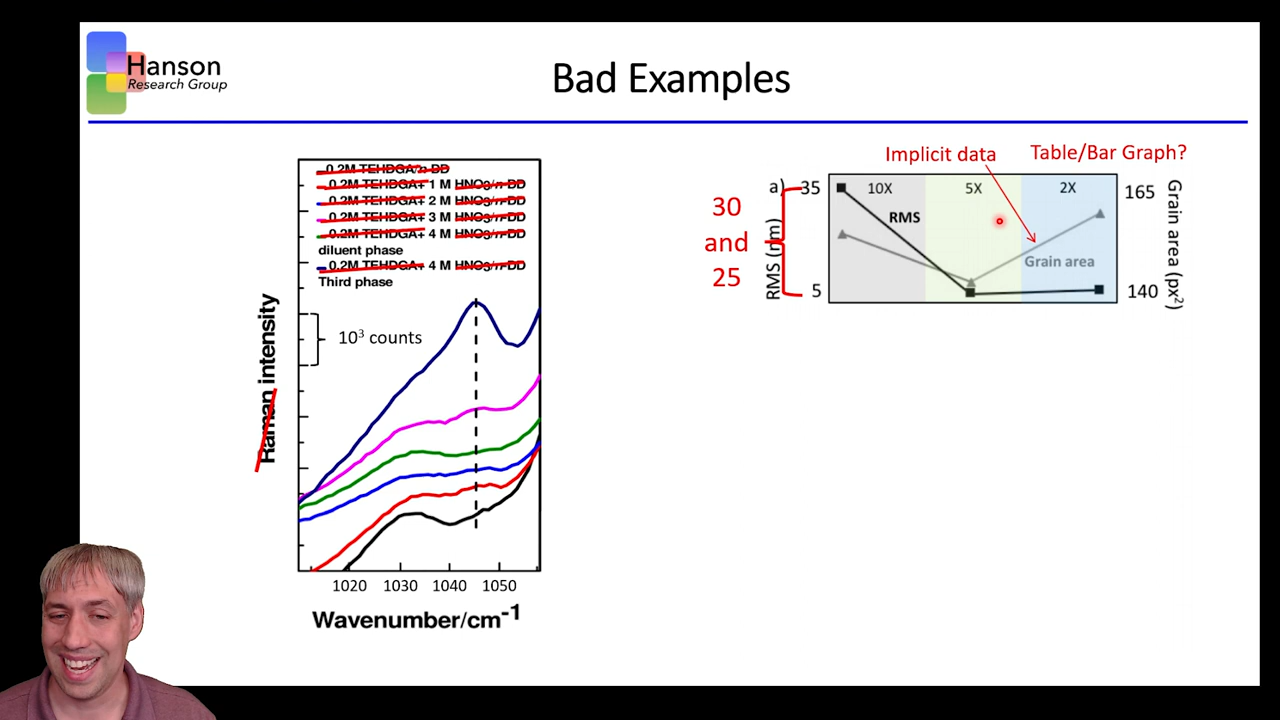 Hanson
Research Group
Bad Examples
0.2M TEHDGA/n-DD
0.2M TEHDGA+ 1 M HNO3/n-DD
0.2M TEHDGA+ 2 M HNO3/n-DD
0.2M TEHDGA+ 3 M HNO3/n-DD
0.2M TEHDGA+ 4 M HNO3/n-DD
diluent phase
0.2M TEHDGA+ 4 M HNO3/n-DD
Third phase
10³ counts
Raman intensity
1020 1030 1040 1050
Wavenumber/cm⁻¹
Implicit data
Table/Bar Graph?
30
and
25
a)
35
5
RMS (nm)
10X
5X
2X
RMS
Grain area
165
140
Grain area (px²)